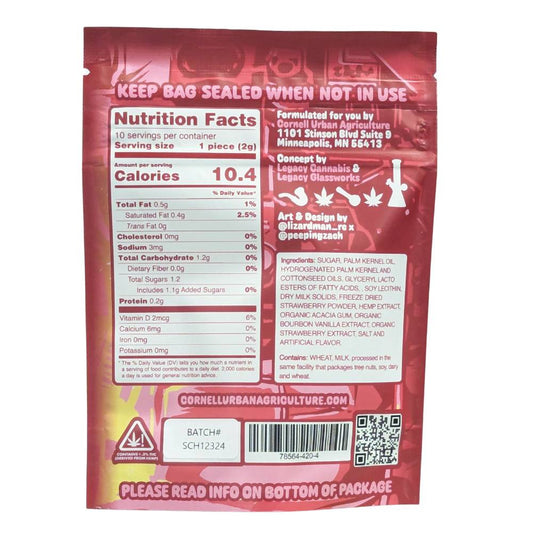 KEEP BAG SEALED WHEN NOT IN USE
Nutrition Facts
10 servings per container
Serving size 1 piece (2g)
Amount per serving
Calories 10.4
% Daily Value*
Total Fat 0.5g 1%
Saturated Fat 0.4g 2.5%
Trans Fat 0g
Cholesterol 0mg 0%
Sodium 3mg 0%
Total Carbohydrate 1.2g 0%
Dietary Fiber 0.0g 0%
Total Sugars 1.2
Includes 1.1g Added Sugars 0%
Protein 0.2g
Vitamin D 2mcg 6%
Calcium 6mg 0%
Iron 0mg 0%
Potassium 0mg 0%
* The % Daily Value (DV) tells you how much a nutrient in
a serving of food contributes to a daily diet. 2,000 calories
a day is used for general nutrition advice.
Formulated for you by
Cornell Urban Agriculture
1101 Stinson Blvd Suite 9
Minneapolis, MN 55413
Concept by
Legacy Cannabis &
Legacy Glassworks
Art & Design by
@lizardman_re x
@peepingzach
Ingredients: SUGAR, PALM KERNEL OIL,
HYDROGENATED PALM KERNEL AND
COTTONSEED OILS, GLYCERYL LACTO
ESTERS OF FATTY ACIDS, , SOY LECITHIN,
DRY MILK SOLIDS, FREEZE DRIED
STRAWBERRY POWDER, HEMP EXTRACT,
ORGANIC ACACIA GUM, ORGANIC
BOURBON VANILLA EXTRACT, ORGANIC
STRAWBERRY EXTRACT, SALT AND
ARTIFICIAL FLAVOR.
Contains: WHEAT, MILK, processed in the
same facility that packages tree nuts, soy, dairy
and wheat.
CORNELLURBANAGRICULTURE.COM
CONTAINS <.3% THC
(DERIVED FROM HEMP)
BATCH#
SCH12324
78564-420-4
PLEASE READ INFO ON BOTTOM OF PACKAGE